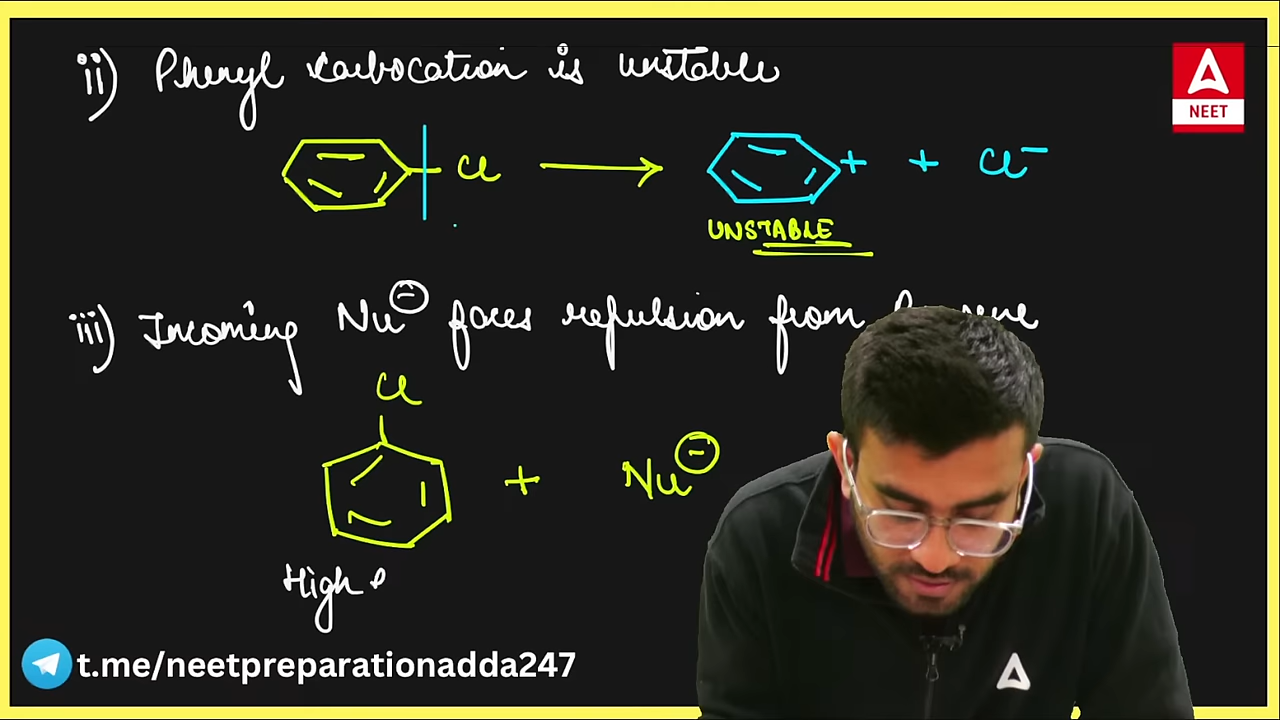 ii) Phenyl carbocation is unstable
NEET
Cl → + + Cl⁻
UNSTABLE
iii) Incoming Nu⊖ faces repulsion from
Cl
+ Nu⊖
High e
t.me/neetpreparationadda247